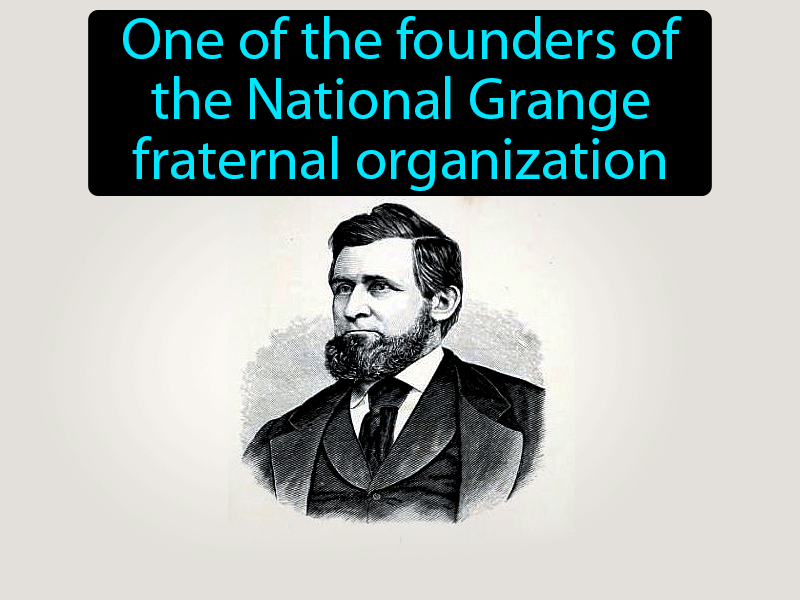 One of the founders of
the National Grange
fraternal organization